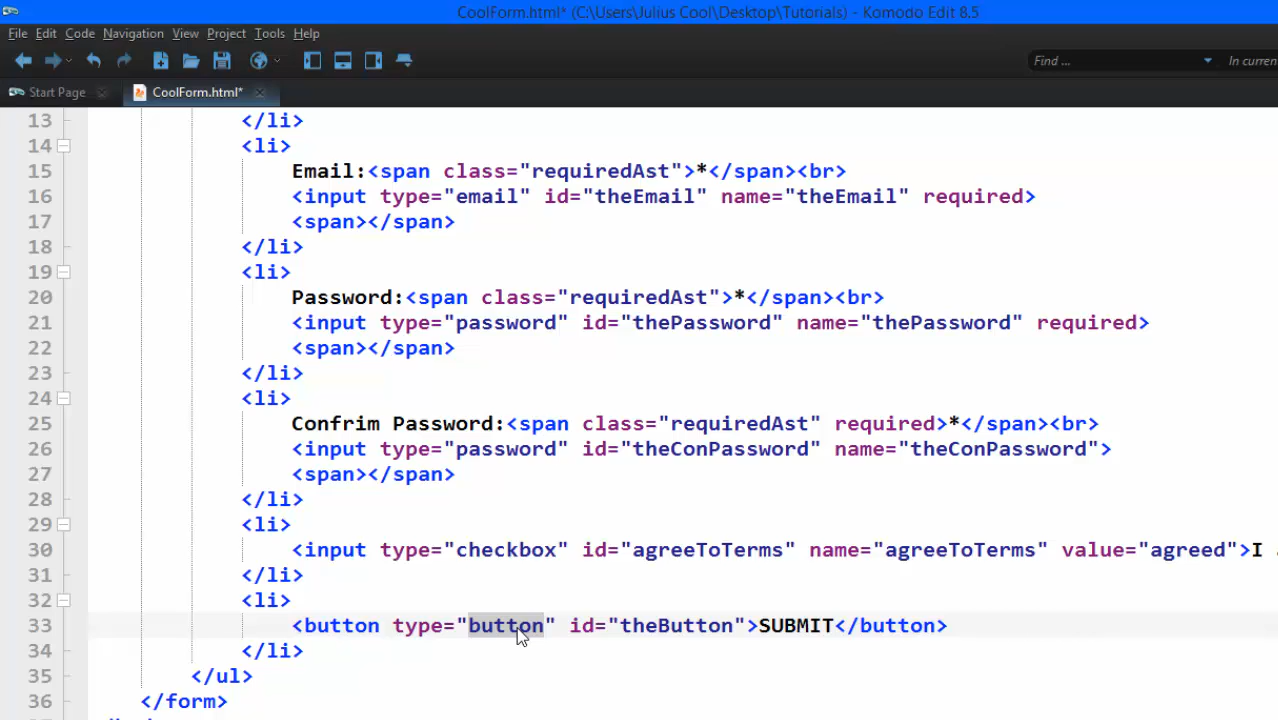 CoolForm.html* (C:\Users\Julius Cool\Desktop\Tutorials) - Komodo Edit 8.5
File Edit Code Navigation View Project Tools Help
Find ... In curren
Start Page CoolForm.html*
13 </li>
14 <li>
15 Email:<span class="requiredAst">*</span><br>
16 <input type="email" id="theEmail" name="theEmail" required>
17 <span></span>
18 </li>
19 <li>
20 Password:<span class="requiredAst">*</span><br>
21 <input type="password" id="thePassword" name="thePassword" required>
22 <span></span>
23 </li>
24 <li>
25 Confrim Password:<span class="requiredAst" required>*</span><br>
26 <input type="password" id="theConPassword" name="theConPassword">
27 <span></span>
28 </li>
29 <li>
30 <input type="checkbox" id="agreeToTerms" name="agreeToTerms" value="agreed">I
31 </li>
32 <li>
33 <button type="button" id="theButton">SUBMIT</button>
34 </li>
35 </ul>
36 </form>